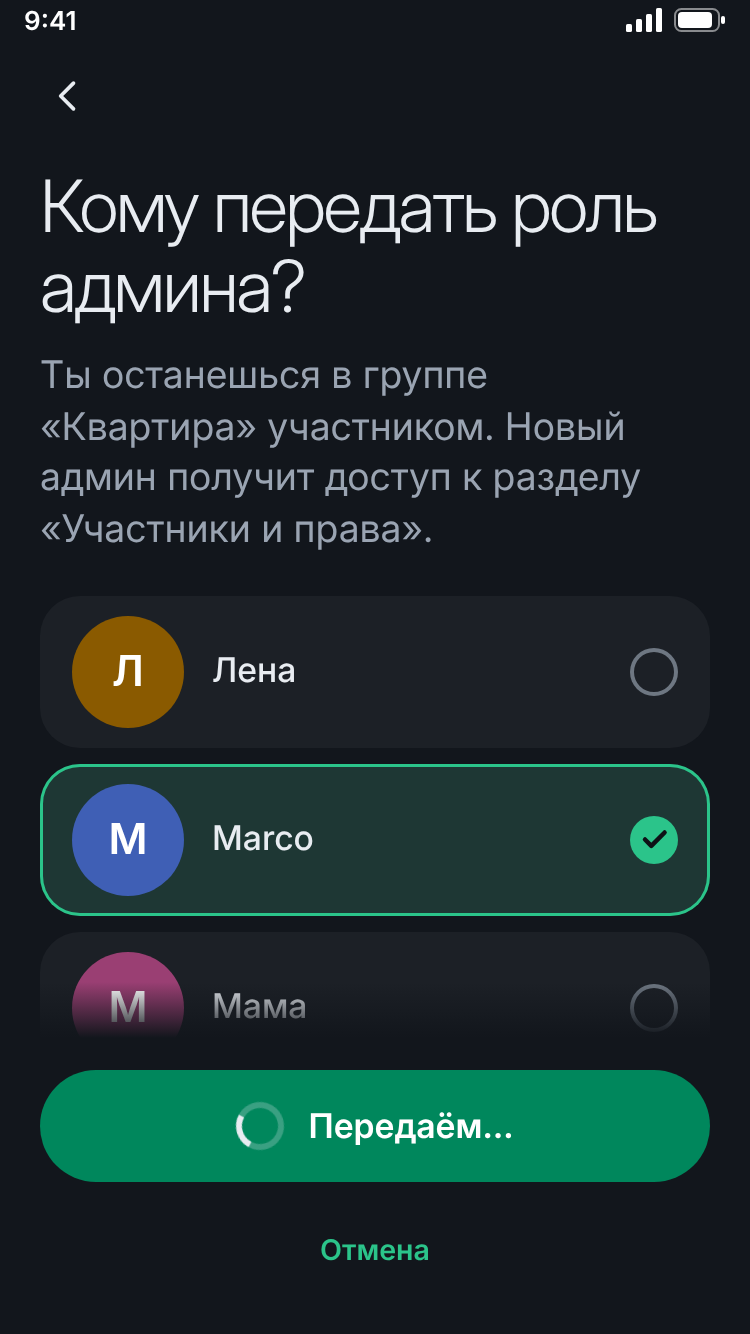 9:41
Кому передать роль
админа?
Ты останешься в группе
«Квартира» участником. Новый
админ получит доступ к разделу
«Участники и права».
Л
Лена
M
Marco
М
Мама
Передаём...
Отмена